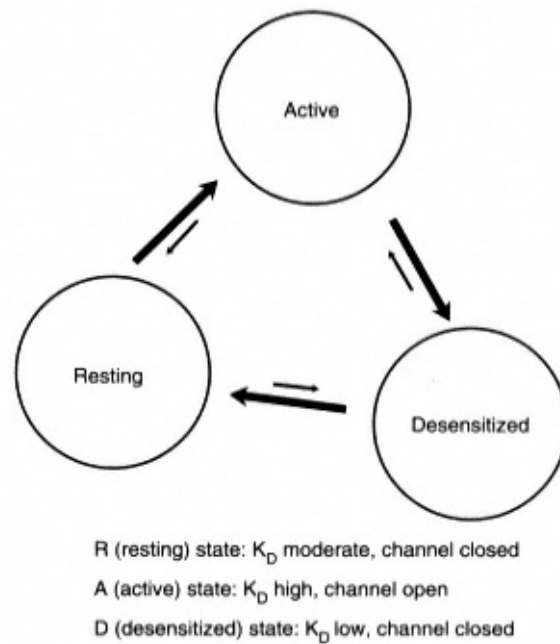 Active
Resting
Desensitized
R (resting) state: K_D moderate, channel closed
A (active) state: K_D high, channel open
D (desensitized) state: K_D low, channel closed